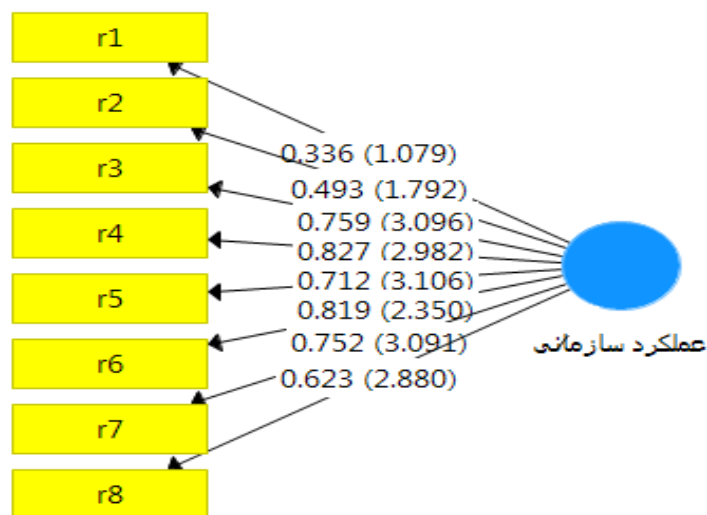 r1
r2
r3
r4
r5
r6
r7
r8
0.336 (1.079)
0.493 (1.792)
0.759 (3.096)
0.827 (2.982)
0.712 (3.106)
0.819 (2.350)
0.752 (3.091)
0.623 (2.880)
عملکرد سازمانی